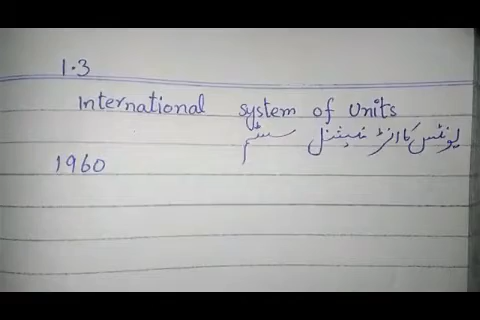 1.3
International system of Units
یونٹس کا انٹرنیشنل سسٹم
1960